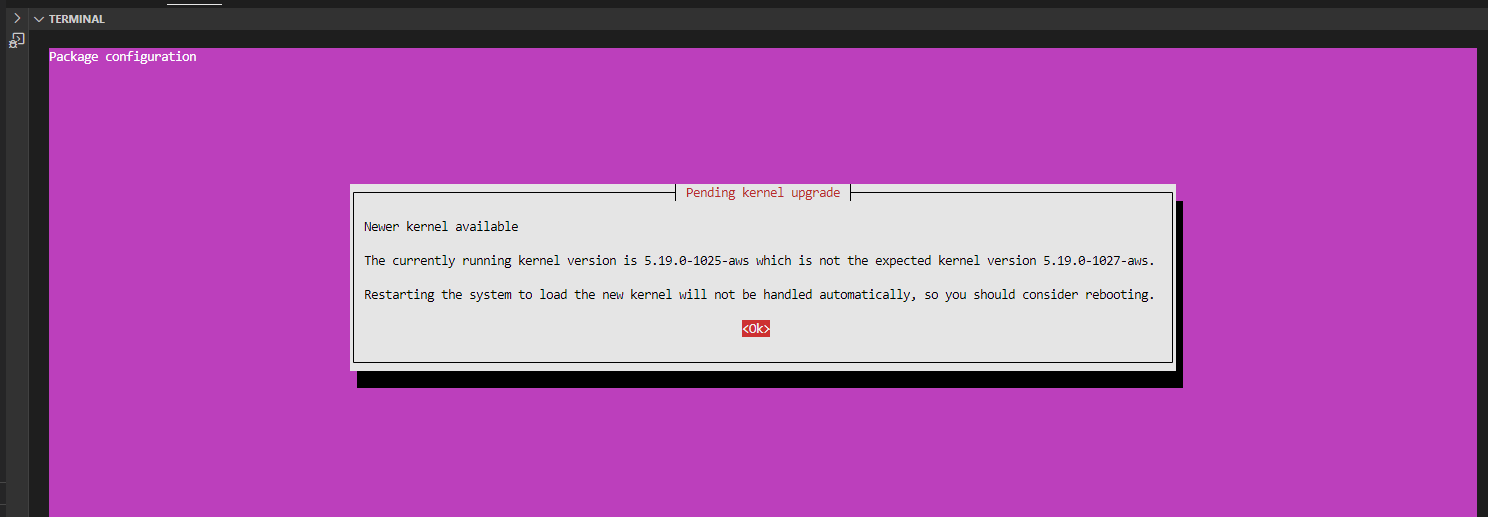 TERMINAL
Package configuration
Pending kernel upgrade
Newer kernel available
The currently running kernel version is 5.19.0-1025-aws which is not the expected kernel version 5.19.0-1027-aws.
Restarting the system to load the new kernel will not be handled automatically, so you should consider rebooting.
<Ok>